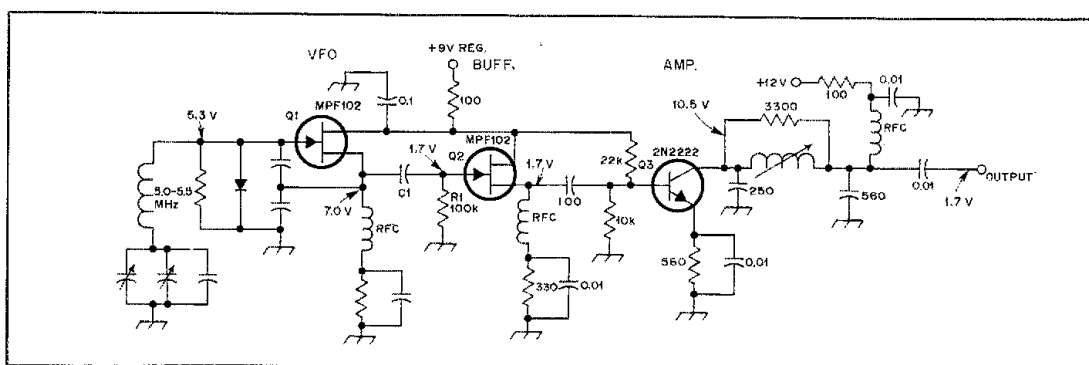 VFO
+9V REG.
BUFF.
AMP.
+12V
100
0.01
MPF102
0.1
100
10.5 V
3300
5.3 V
Q1
MPF102
RFC
1.7 V
Q2
22k
Q3
2N2222
5.0-5.5
MHz
C1
1.7 V
100
250
560
0.01
OUTPUT
1.7 V
7.0 V
R1
100k
RFC
RFC
10k
560
0.01
330
0.01